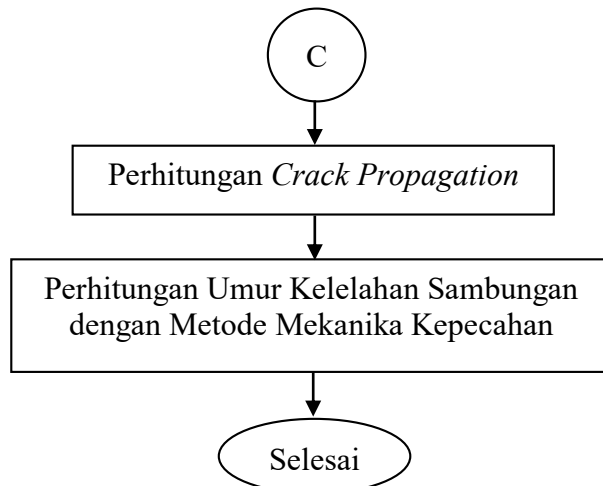 C
Perhitungan Crack Propagation
Perhitungan Umur Kelelahan Sambungan
dengan Metode Mekanika Kepecahan
Selesai